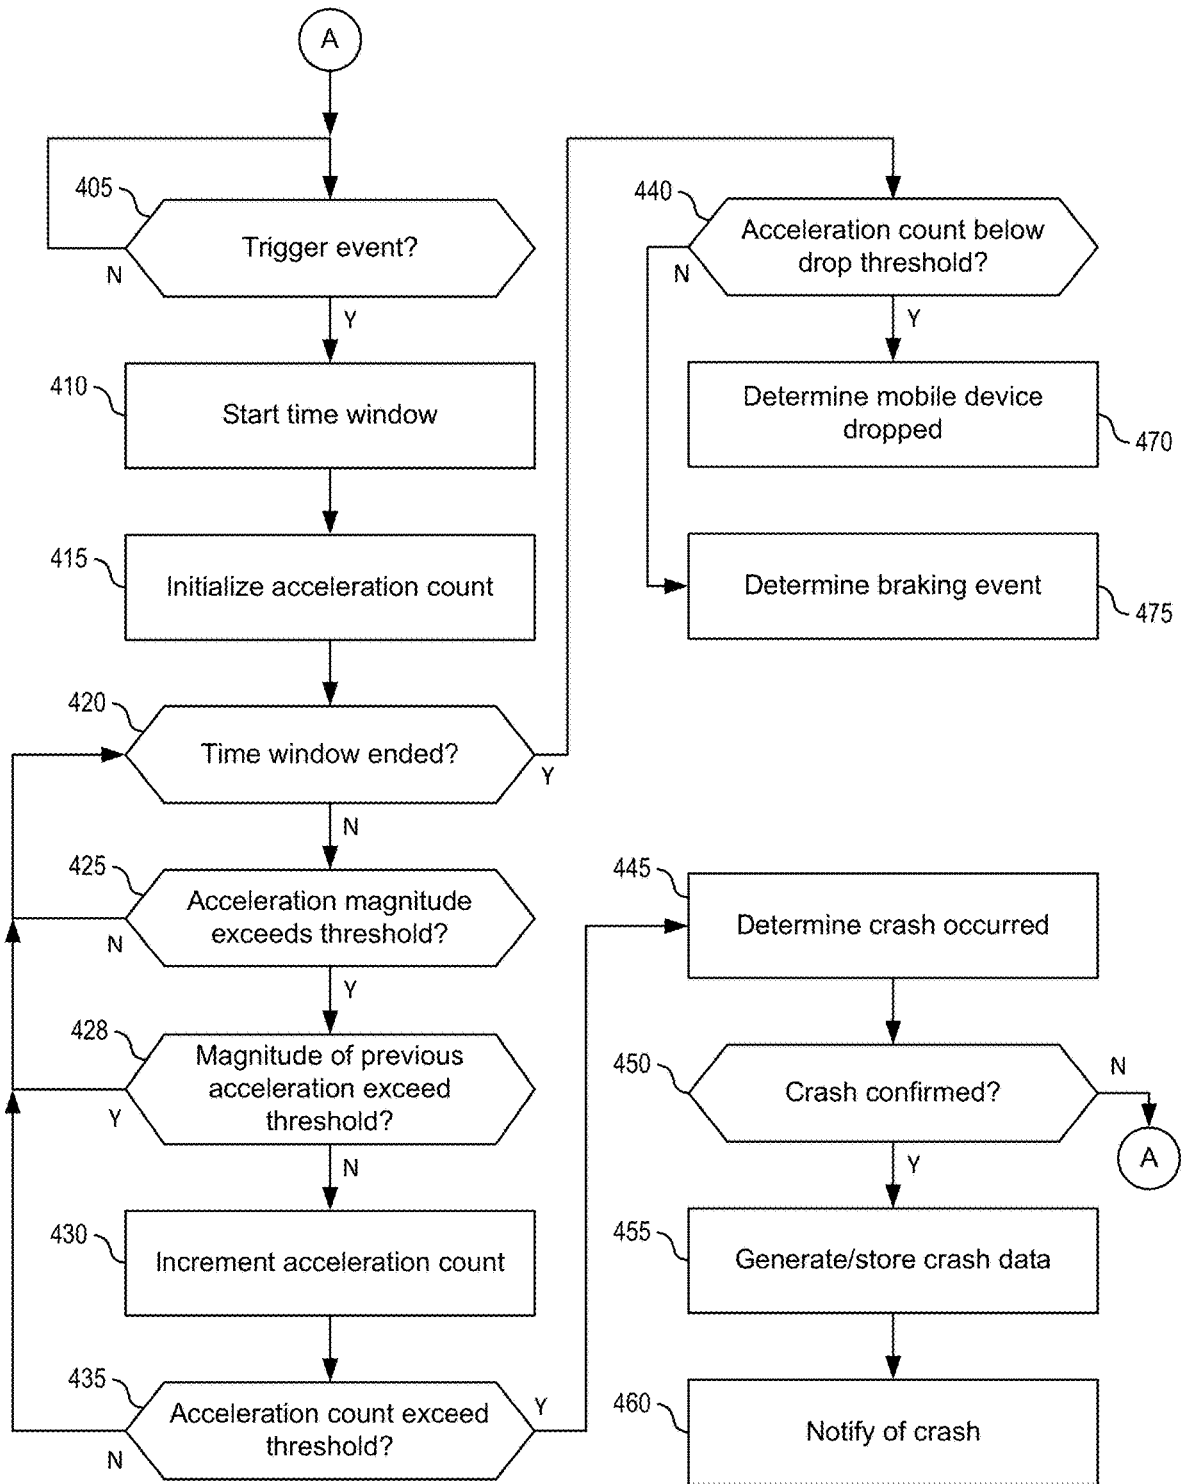 A
405
Trigger event?
N
Y
410
Start time window
415
Initialize acceleration count
420
Time window ended?
Y
N
425
Acceleration magnitude
exceeds threshold?
N
Y
428
Magnitude of previous
acceleration exceed
threshold?
Y
N
430
Increment acceleration count
435
Acceleration count exceed
threshold?
Y
N
440
Acceleration count below
drop threshold?
N
Y
Determine mobile device
dropped
470
Determine braking event
475
445
Determine crash occurred
450
Crash confirmed?
N
A
Y
455
Generate/store crash data
460
Notify of crash